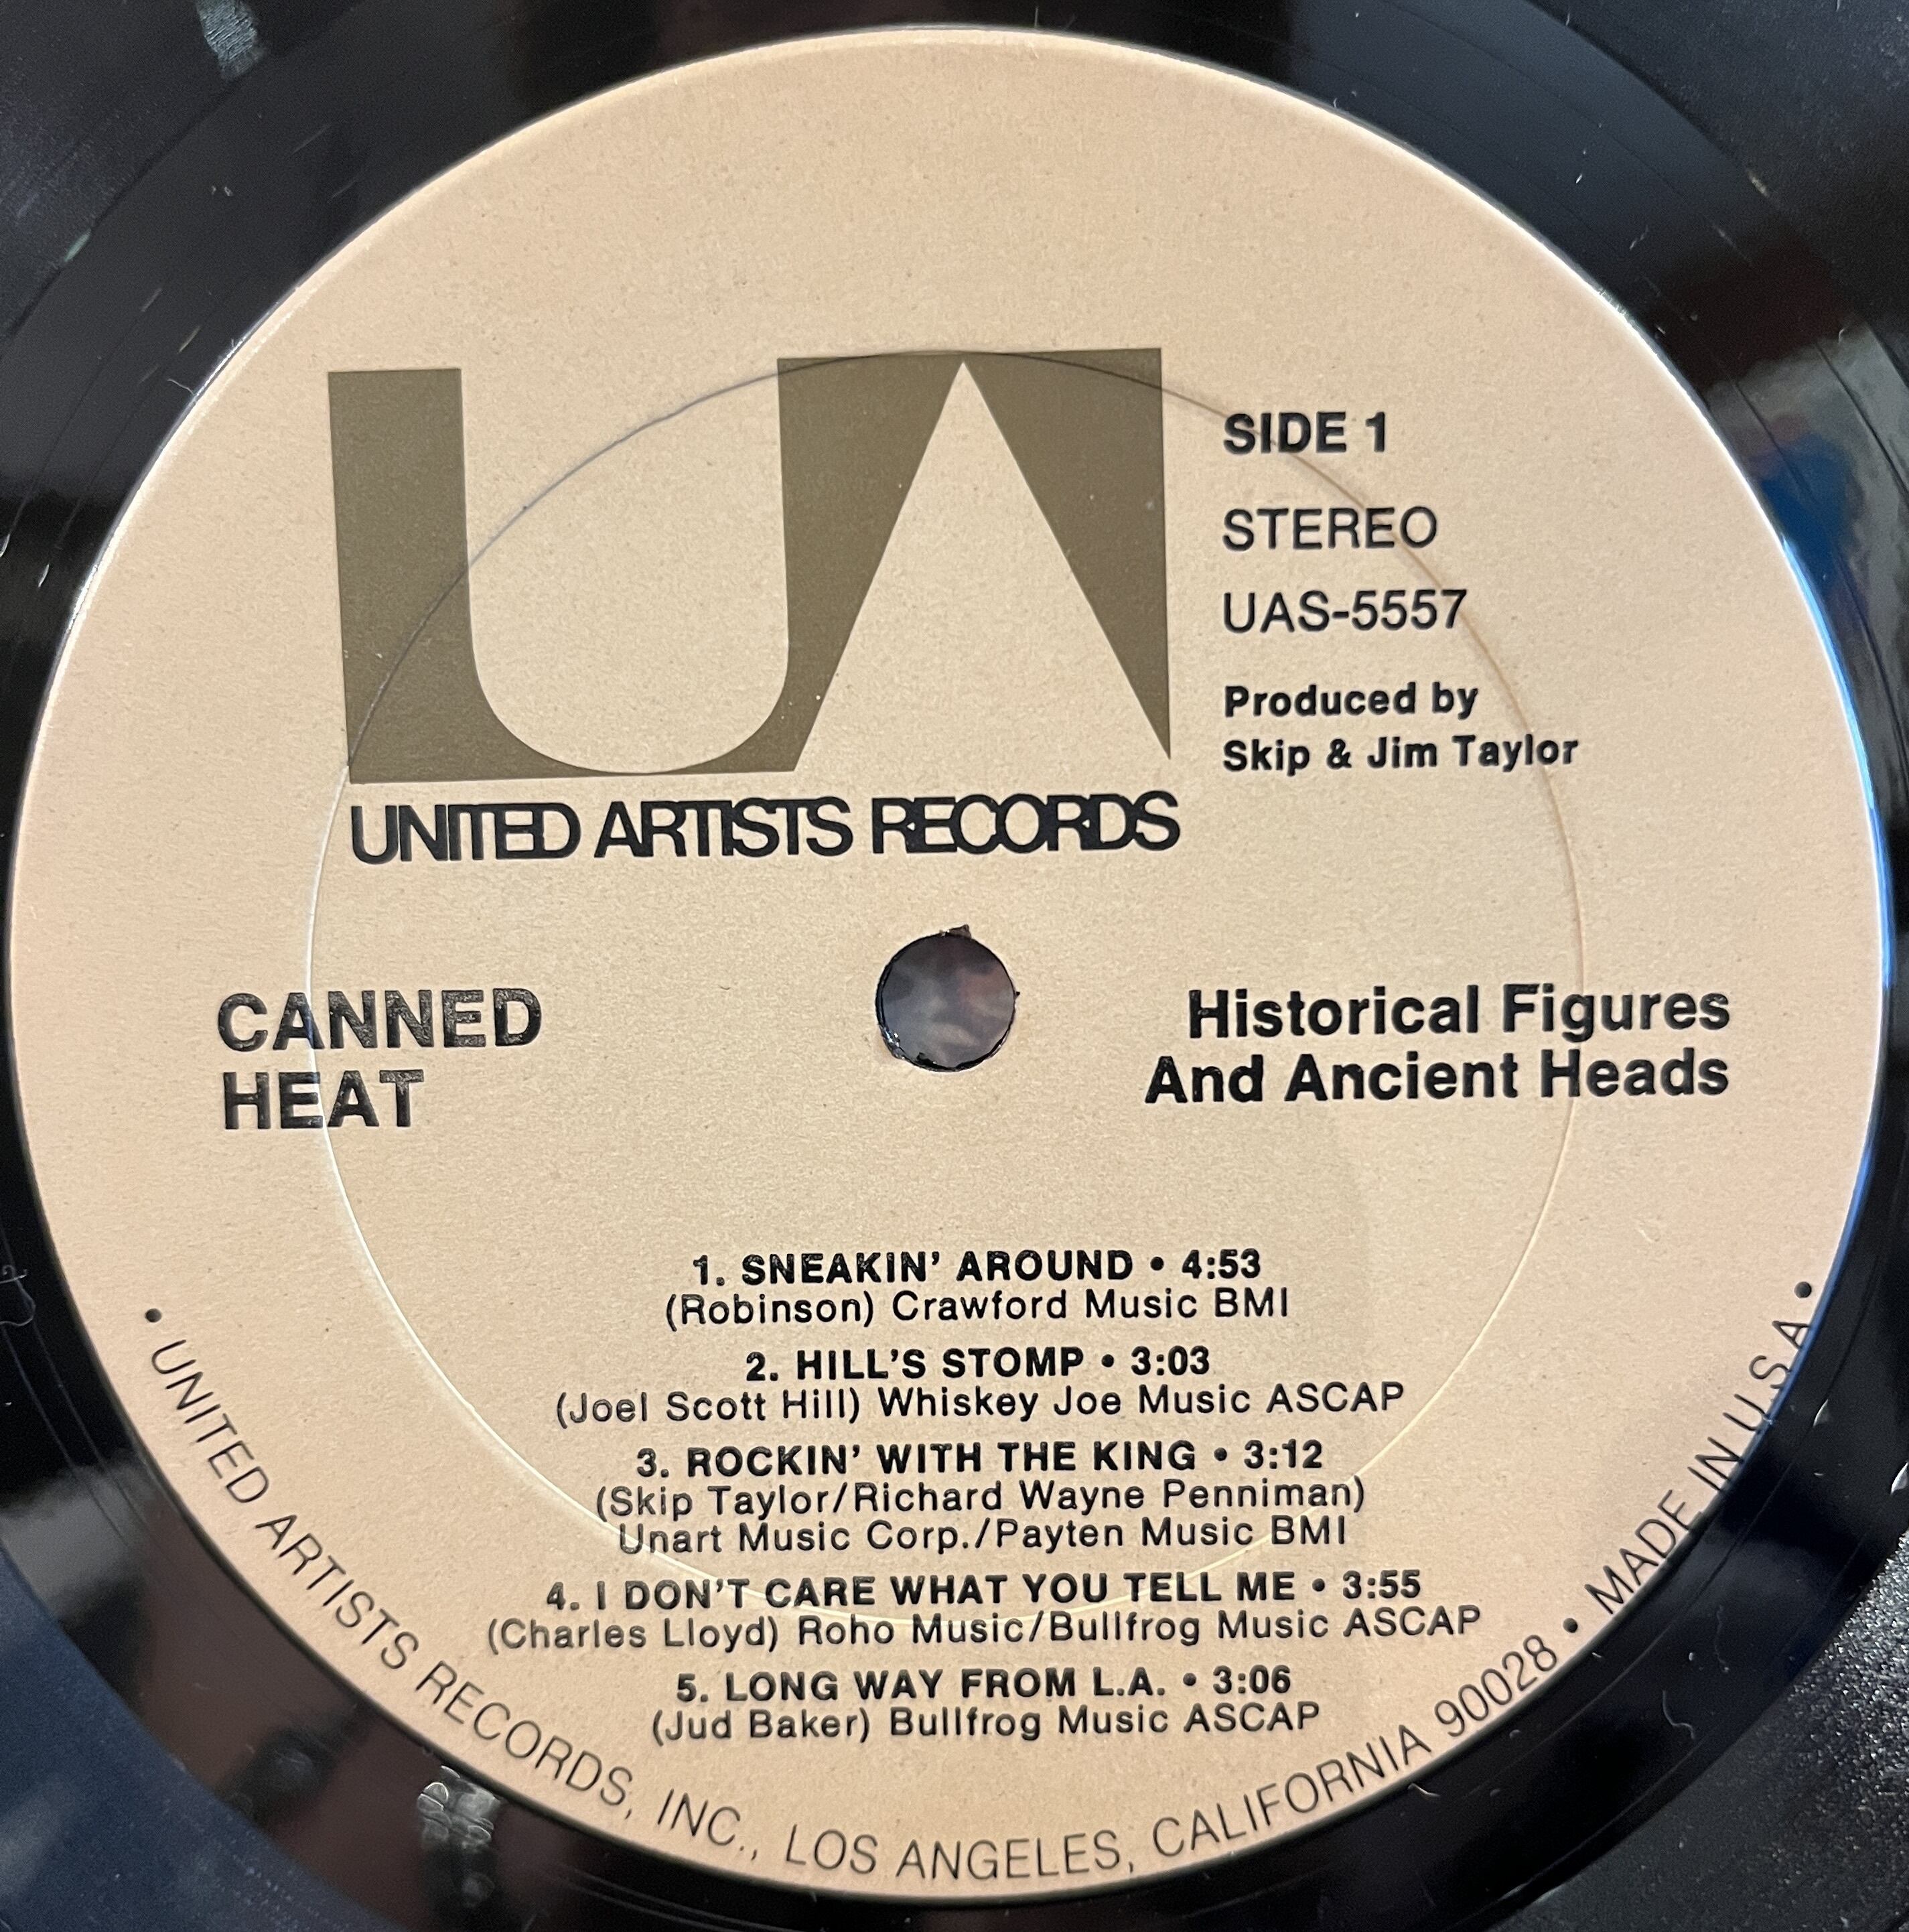 UA
UNITED ARTISTS RECORDS
SIDE 1
STEREO
UAS-5557
Produced by
Skip & Jim Taylor
CANNED
HEAT
Historical Figures
And Ancient Heads
1. SNEAKIN' AROUND • 4:53
(Robinson) Crawford Music BMI
2. HILL'S STOMP • 3:03
(Joel Scott Hill) Whiskey Joe Music ASCAP
3. ROCKIN' WITH THE KING • 3:12
(Skip Taylor/Richard Wayne Penniman)
Unart Music Corp./Payten Music BMI
4. I DON'T CARE WHAT YOU TELL ME • 3:55
(Charles Lloyd) Roho Music/Bullfrog Music ASCAP
5. LONG WAY FROM L.A. • 3:06
(Jud Baker) Bullfrog Music ASCAP
• UNITED ARTISTS RECORDS, INC., LOS ANGELES, CALIFORNIA 90028 • MADE IN U.S.A •